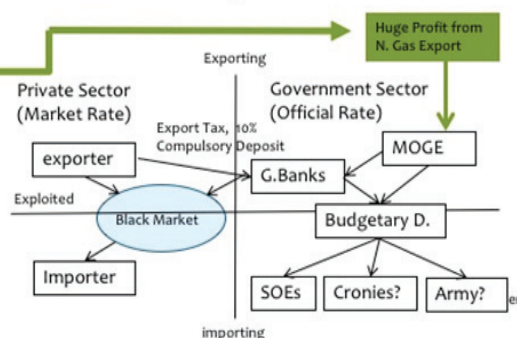 Huge Profit from
N. Gas Export
Exporting
Private Sector
(Market Rate)
Government Sector
(Official Rate)
Export Tax, 10%
Compulsory Deposit
exporter
MOGE
G.Banks
Exploited
Black Market
Budgetary D.
Importer
SOEs
Cronies?
Army?
importing